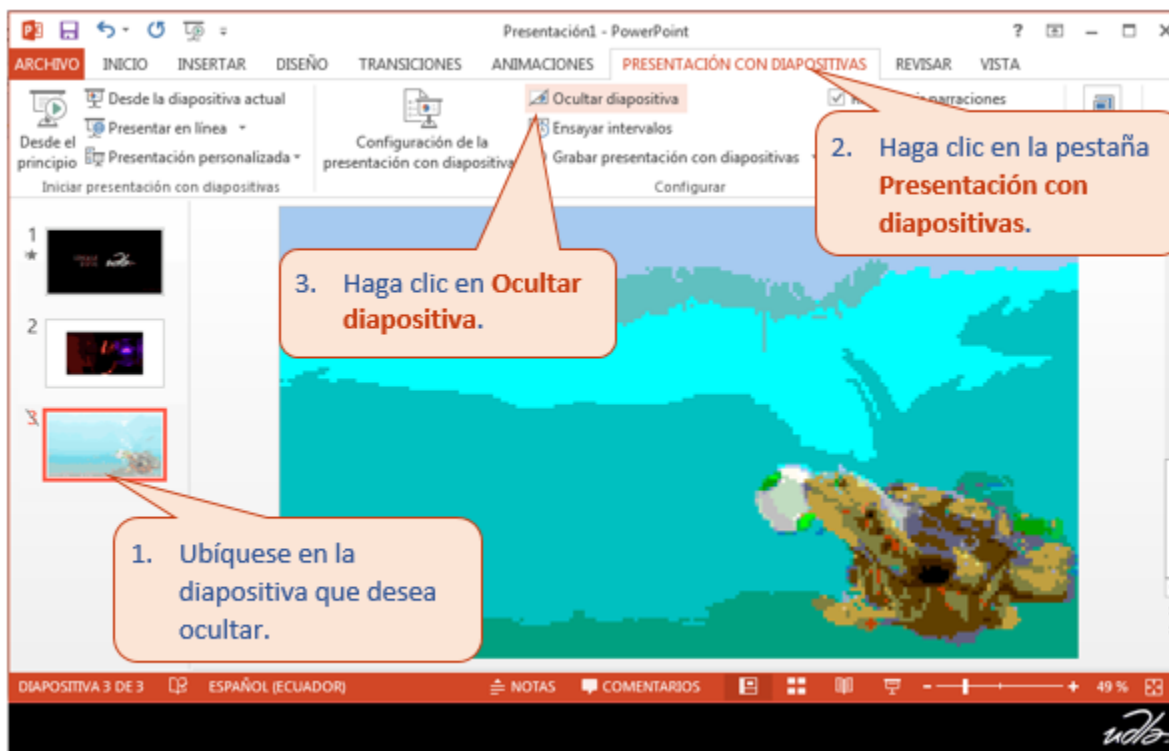 Presentación1 - PowerPoint
ARCHIVO INICIO INSERTAR DISEÑO TRANSICIONES ANIMACIONES PRESENTACIÓN CON DIAPOSITIVAS REVISAR VISTA
Desde el
principio
Desde la diapositiva actual
Presentar en línea
Presentación personalizada
Iniciar presentación con diapositivas
Configuración de la
presentación con diapositiva
Ocultar diapositiva
Ensayar intervalos
Grabar presentación con diapositivas
narraciones
Configurar
2. Haga clic en la pestaña
Presentación con
diapositivas.
3. Haga clic en Ocultar
diapositiva.
1
2
3
1. Ubíquese en la
diapositiva que desea
ocultar.
DIAPOSITIVA 3 DE 3 ESPAÑOL (ECUADOR) NOTAS COMENTARIOS 49 %
udla